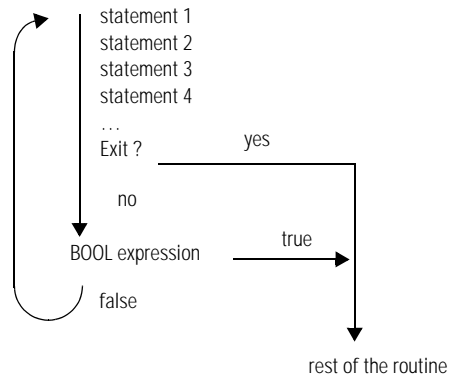 statement 1
statement 2
statement 3
statement 4
...
Exit ?
yes
no
BOOL expression
true
false
rest of the routine